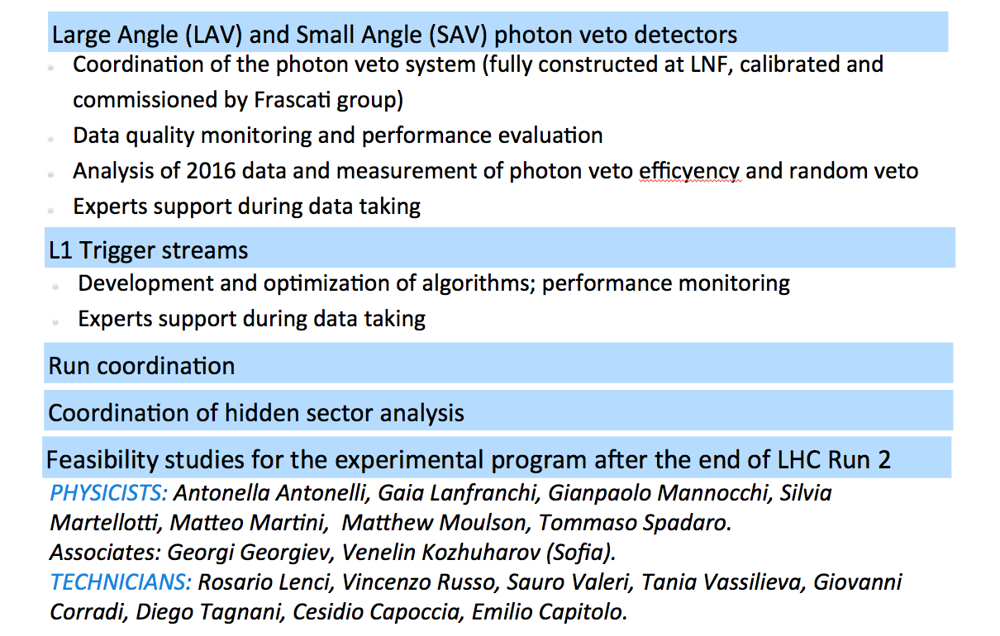 Large Angle (LAV) and Small Angle (SAV) photon veto detectors
Coordination of the photon veto system (fully constructed at LNF, calibrated and
commissioned by Frascati group)
Data quality monitoring and performance evaluation
Analysis of 2016 data and measurement of photon veto efficyency and random veto
Experts support during data taking
L1 Trigger streams
Development and optimization of algorithms; performance monitoring
Experts support during data taking
Run coordination
Coordination of hidden sector analysis
Feasibility studies for the experimental program after the end of LHC Run 2
PHYSICISTS: Antonella Antonelli, Gaia Lanfranchi, Gianpaolo Mannocchi, Silvia
Martellotti, Matteo Martini, Matthew Moulson, Tommaso Spadaro.
Associates: Georgi Georgiev, Venelin Kozhuharov (Sofia).
TECHNICIANS: Rosario Lenci, Vincenzo Russo, Sauro Valeri, Tania Vassilieva, Giovanni
Corradi, Diego Tagnani, Cesidio Capoccia, Emilio Capitolo.